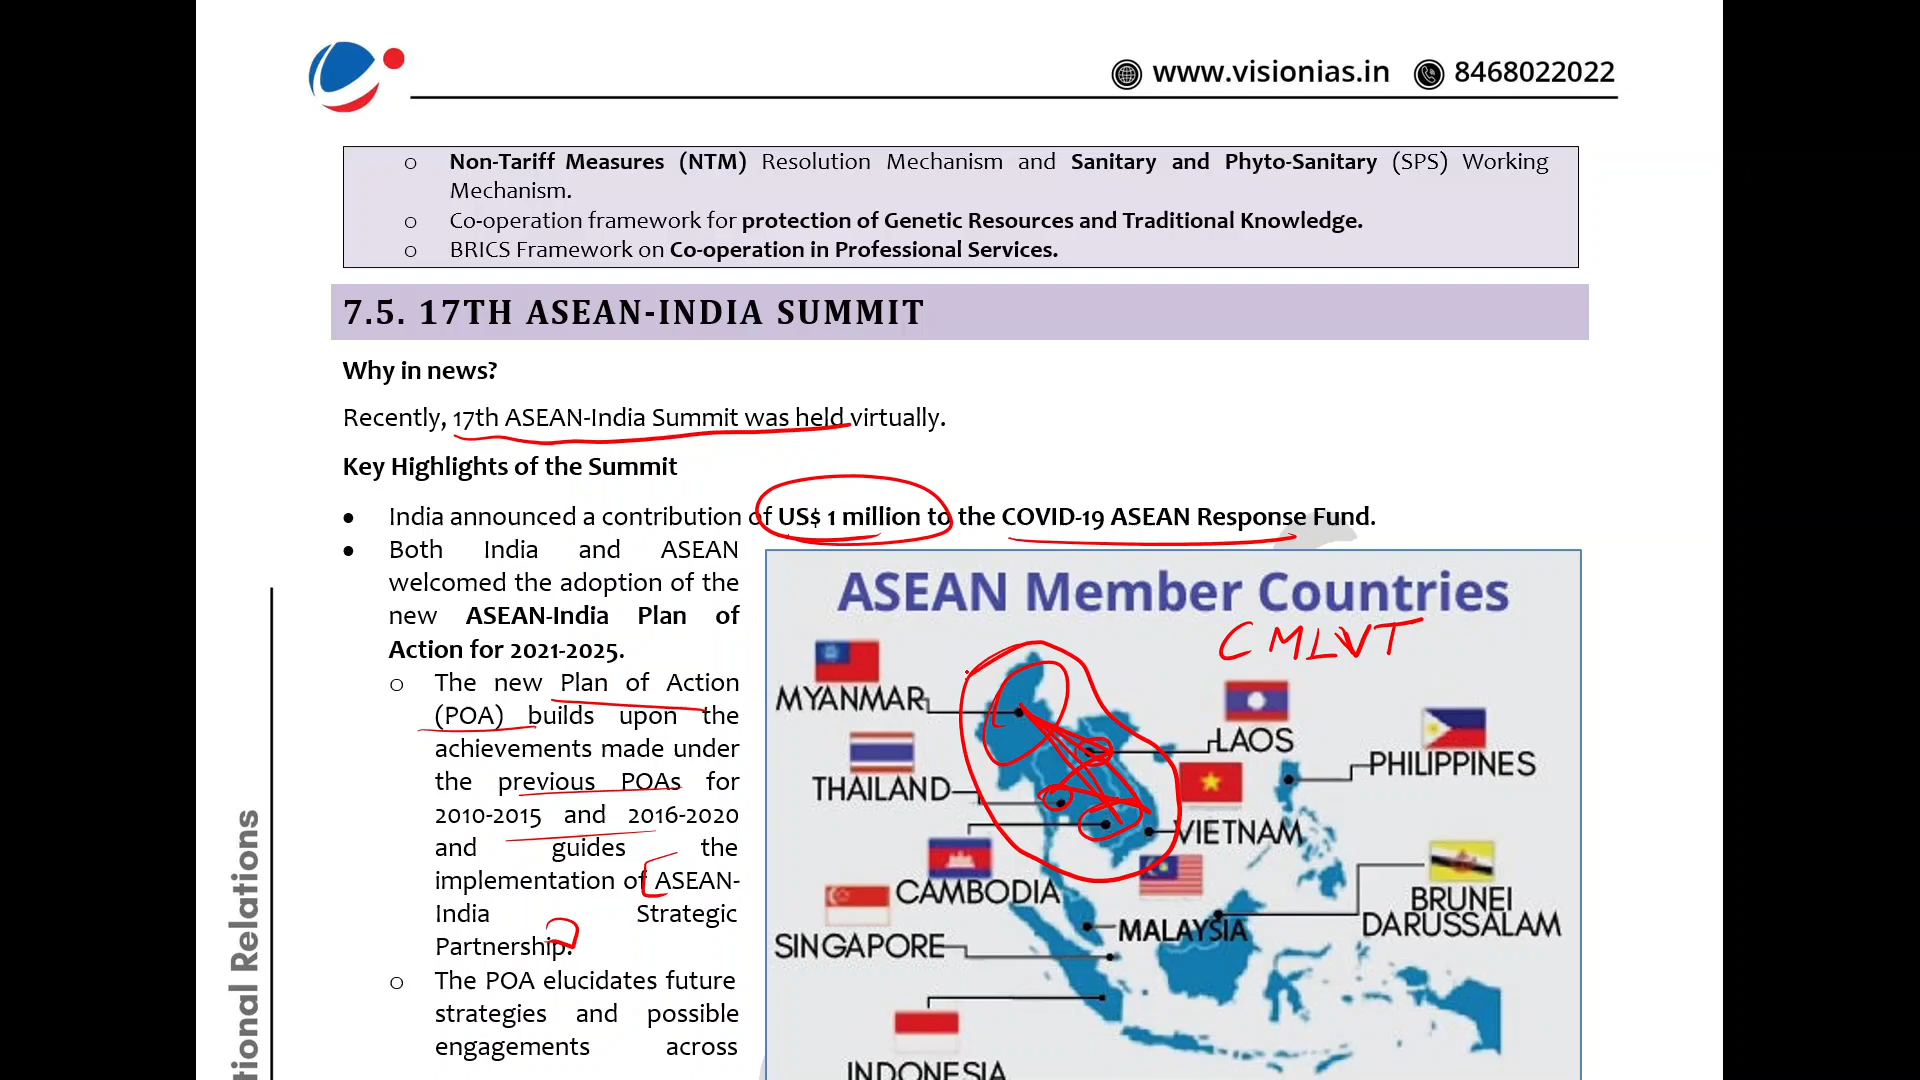 www.visionias.in 8468022022
o Non-Tariff Measures (NTM) Resolution Mechanism and Sanitary and Phyto-Sanitary (SPS) Working
Mechanism.
o Co-operation framework for protection of Genetic Resources and Traditional Knowledge.
o BRICS Framework on Co-operation in Professional Services.
7.5. 17TH ASEAN-INDIA SUMMIT
Why in news?
Recently, 17th ASEAN-India Summit was held virtually.
Key Highlights of the Summit
• India announced a contribution of US$ 1 million to the COVID-19 ASEAN Response Fund.
• Both India and ASEAN
welcomed the adoption of the
new ASEAN-India Plan of
Action for 2021-2025.
o The new Plan of Action
(POA) builds upon the
achievements made under
the previous POAs for
2010-2015 and 2016-2020
and guides the
implementation of ASEAN-
India Strategic
Partnership.
o The POA elucidates future
strategies and possible
engagements across
ASEAN Member Countries
CMLVT
MYANMAR
LAOS
PHILIPPINES
THAILAND
VIETNAM
CAMBODIA
BRUNEI
DARUSSALAM
MALAYSIA
SINGAPORE
INDONESIA
tional Relations